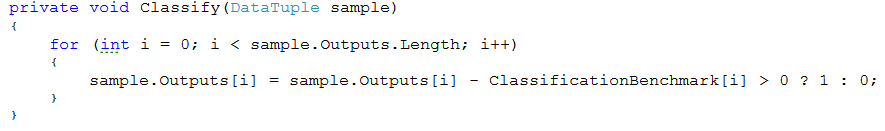 private void Classify(DataTuple sample)
{
    for (int i = 0; i < sample.Outputs.Length; i++)
    {
        sample.Outputs[i] = sample.Outputs[i] - ClassificationBenchmark[i] > 0 ? 1 : 0;
    }
}